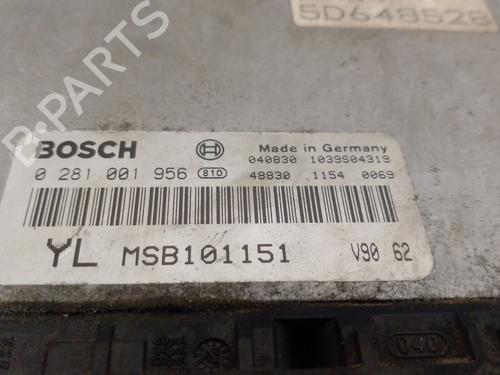 5D648528
B-PARTS
BOSCH
Made in Germany
040830 1039S04319
0 281 001 956 810
48830 1154 0069
YL MSB101151 V90 62
040